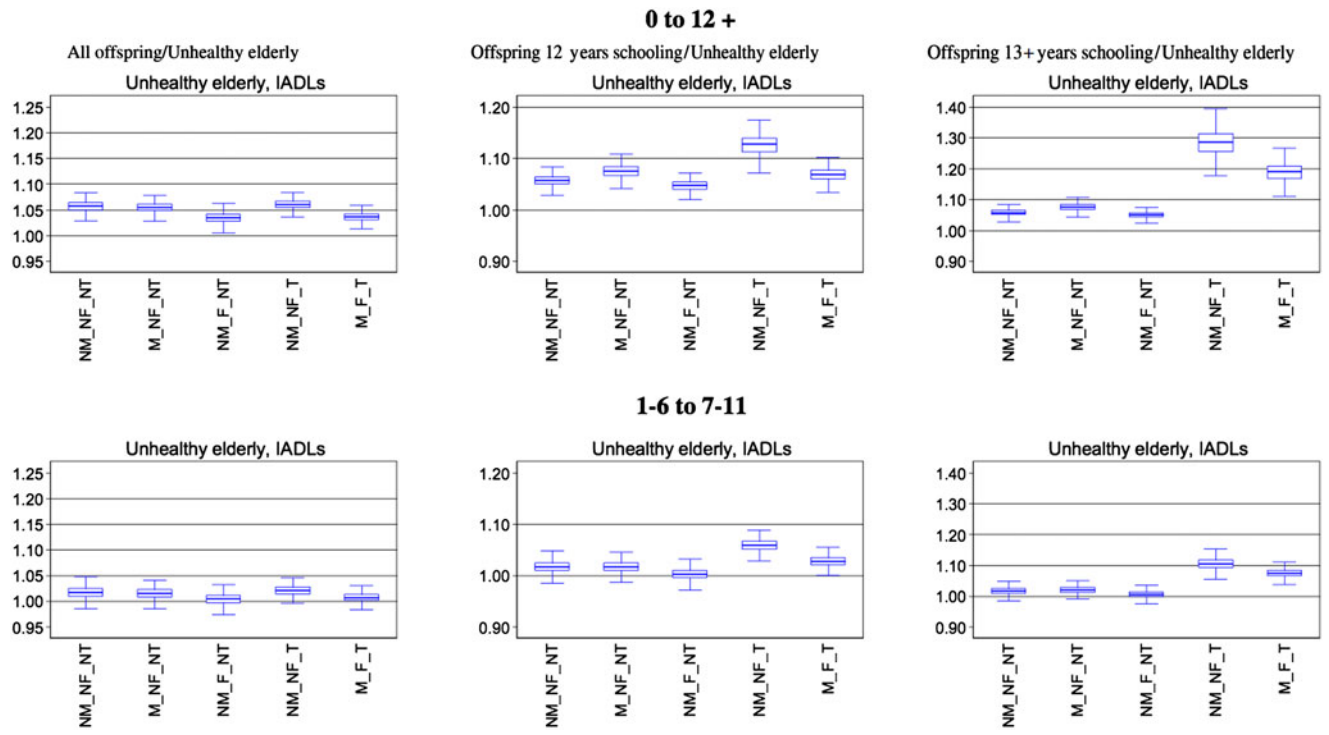 0 to 12 +
All offspring/Unhealthy elderly
Offspring 12 years schooling/Unhealthy elderly
Offspring 13+ years schooling/Unhealthy elderly
Unhealthy elderly, IADLs
1.25
1.20
1.15
1.10
1.05
1.00
0.95
NM_NF_NT
M_NF_NT
NM_F_NT
NM_NF_T
M_F_T
Unhealthy elderly, IADLs
1.20
1.10
1.00
0.90
NM_NF_NT
M_NF_NT
NM_F_NT
NM_NF_T
M_F_T
Unhealthy elderly, IADLs
1.40
1.30
1.20
1.10
1.00
0.90
NM_NF_NT
M_NF_NT
NM_F_NT
NM_NF_T
M_F_T
1-6 to 7-11
Unhealthy elderly, IADLs
1.25
1.20
1.15
1.10
1.05
1.00
0.95
NM_NF_NT
M_NF_NT
NM_F_NT
NM_NF_T
M_F_T
Unhealthy elderly, IADLs
1.20
1.10
1.00
0.90
NM_NF_NT
M_NF_NT
NM_F_NT
NM_NF_T
M_F_T
Unhealthy elderly, IADLs
1.40
1.30
1.20
1.10
1.00
0.90
NM_NF_NT
M_NF_NT
NM_F_NT
NM_NF_T
M_F_T